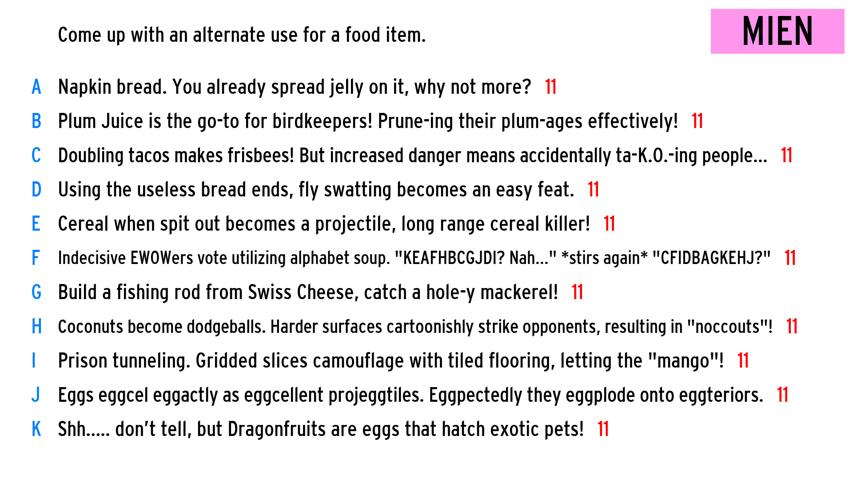 Come up with an alternate use for a food item.
MIEN
A Napkin bread. You already spread jelly on it, why not more? 11
B Plum Juice is the go-to for birdkeepers! Prune-ing their plum-ages effectively! 11
C Doubling tacos makes frisbees! But increased danger means accidentally ta-K.O.-ing people... 11
D Using the useless bread ends, fly swatting becomes an easy feat. 11
E Cereal when spit out becomes a projectile, long range cereal killer! 11
F Indecisive EWOWers vote utilizing alphabet soup. "KEAFHBCGJDI? Nah..." *stirs again* "CFIDBAGKEHJ?" 11
G Build a fishing rod from Swiss Cheese, catch a hole-y mackerel! 11
H Coconuts become dodgeballs. Harder surfaces cartoonishly strike opponents, resulting in "noccouts"! 11
I Prison tunneling. Gridded slices camouflage with tiled flooring, letting the "mango"! 11
J Eggs eggcel eggactly as eggcellent projeggtiles. Eggpectedly they eggplode onto eggteriors. 11
K Shh..... don't tell, but Dragonfruits are eggs that hatch exotic pets! 11